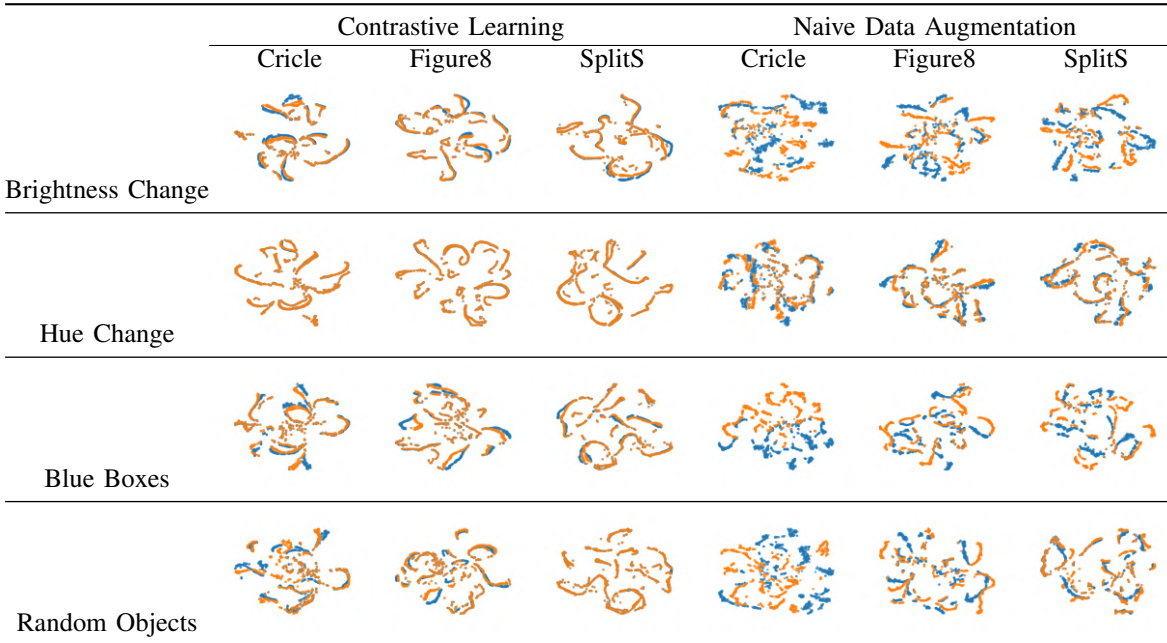 Contrastive Learning Naive Data Augmentation
Cricle Figure8 SplitS Cricle Figure8 SplitS
Brightness Change
Hue Change
Blue Boxes
Random Objects